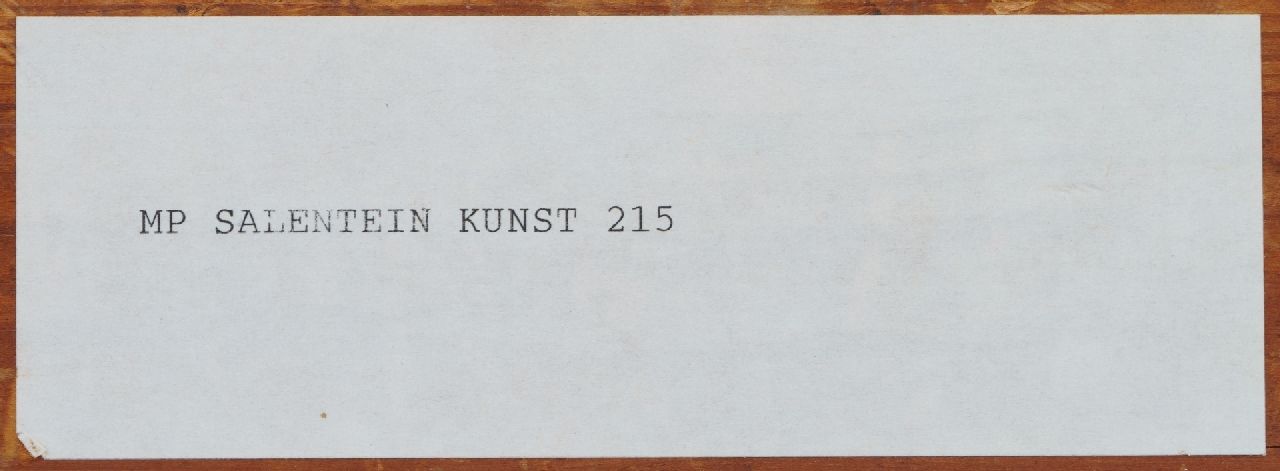 MP SALENTEIN KUNST 215